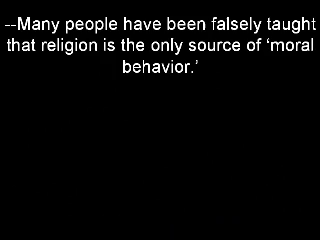 --Many people have been falsely taught
that religion is the only source of ‘moral
behavior.’